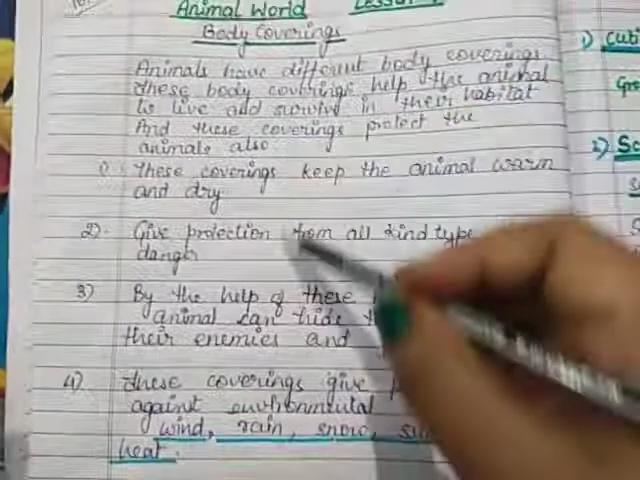 Animal World
Body Coverings
Animals have different body coverings
these body coverings help the animal
to live and survive in their habitat
And these coverings protect the
animals also
1) These coverings keep the animal warm
and dry
2) Give protection from all kind type
dangr
3) By the help of these
animal can hide
their enemies and
4) these coverings give
against
wind, rain, snow,
heat.
1)
2)